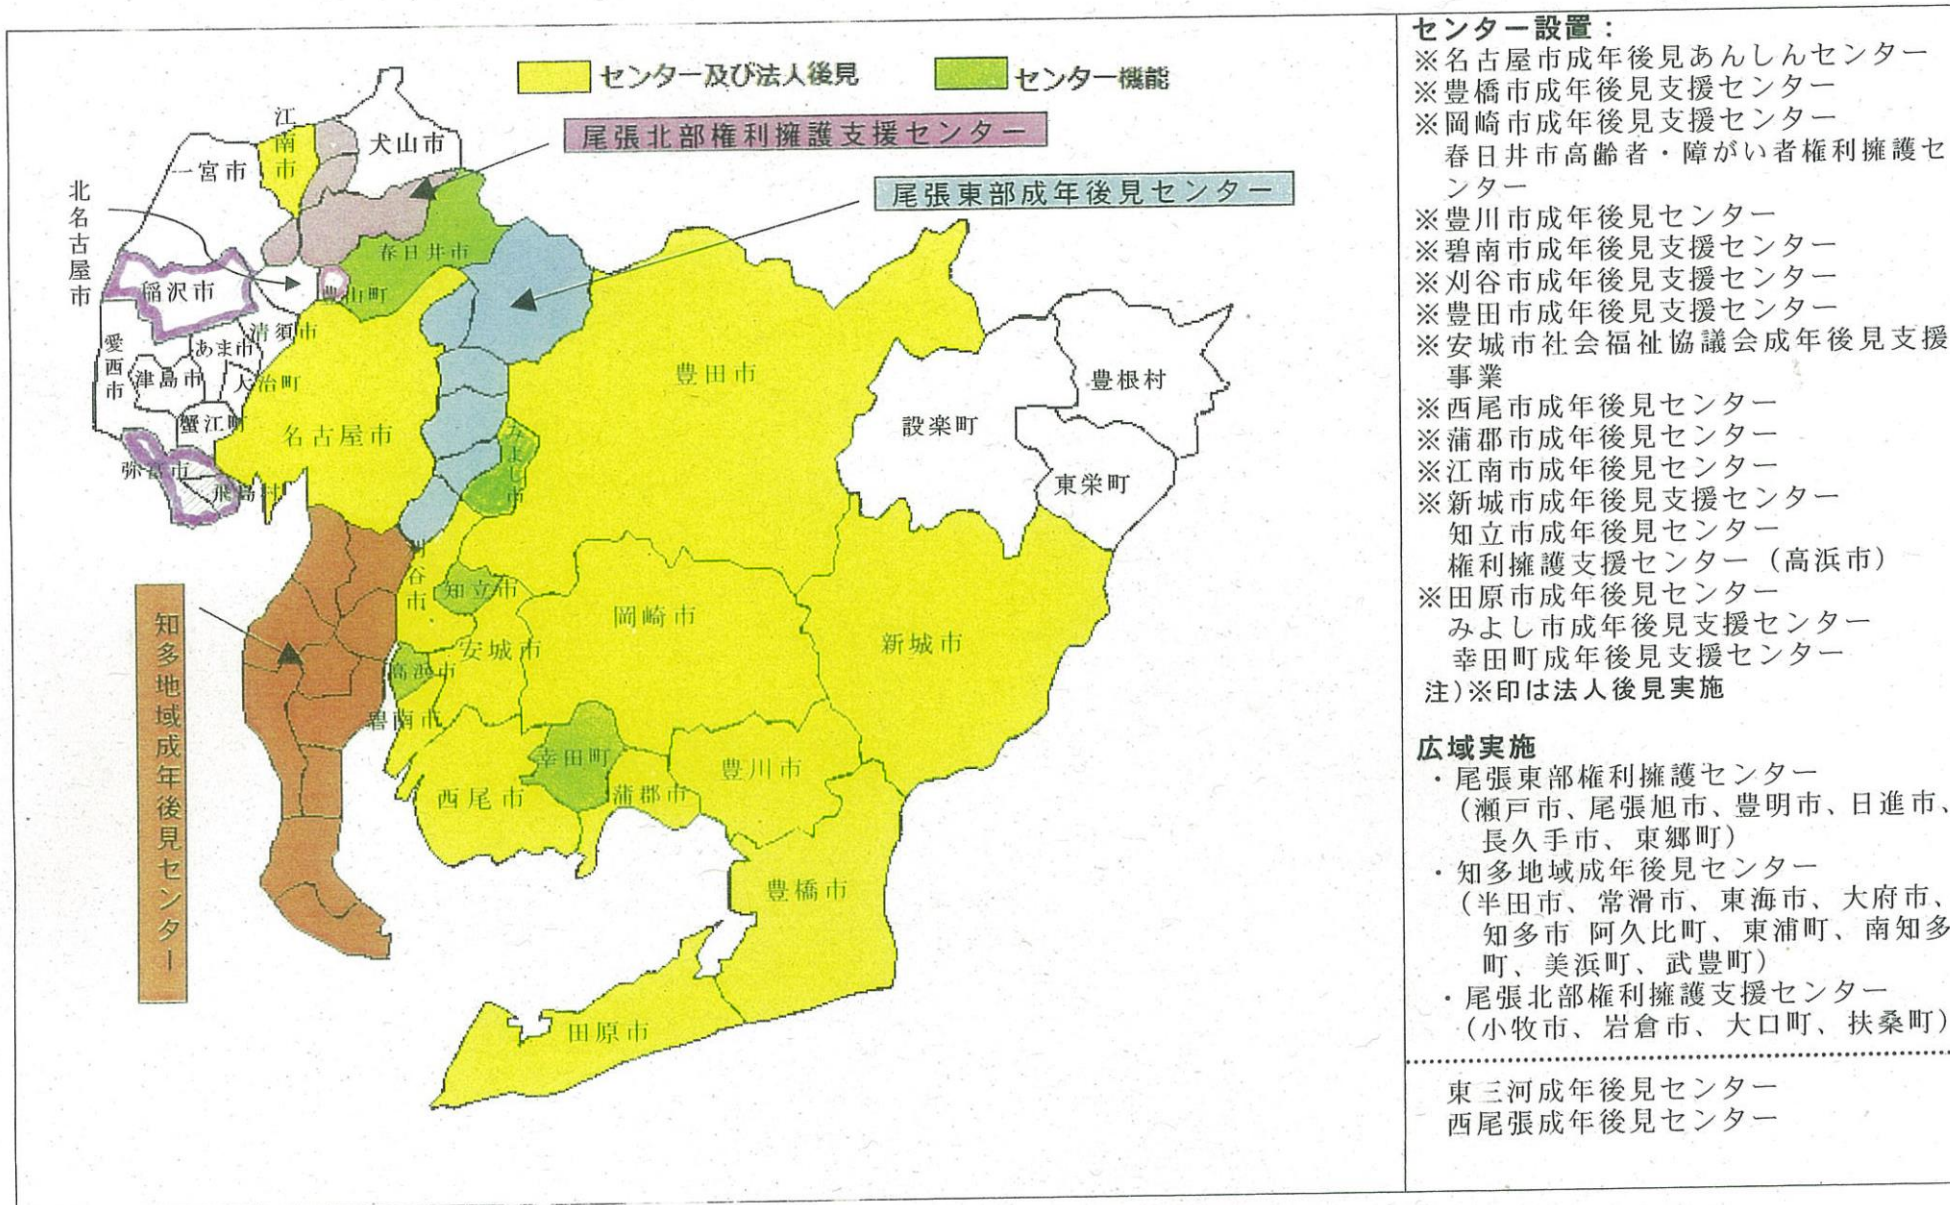 センター及び法人後見
センター機能
尾張北部権利擁護支援センター
尾張東部成年後見センター
知多地域成年後見センター
江南市
犬山市
一宮市
北名古屋市
春日井市
豊山町
稲沢市
清須市
あま市
愛西市
津島市
大治町
蟹江町
名古屋市
弥富市
飛島村
みよし市
豊田市
設楽町
豊根村
東栄町
刈谷市
知立市
岡崎市
新城市
安城市
高浜市
碧南市
幸田町
西尾市
蒲郡市
豊川市
豊橋市
田原市
センター設置：
※名古屋市成年後見あんしんセンター
※豊橋市成年後見支援センター
※岡崎市成年後見支援センター
春日井市高齢者・障がい者権利擁護セ
ンター
※豊川市成年後見センター
※碧南市成年後見支援センター
※刈谷市成年後見支援センター
※豊田市成年後見支援センター
※安城市社会福祉協議会成年後見支援
事業
※西尾市成年後見センター
※蒲郡市成年後見センター
※江南市成年後見センター
※新城市成年後見支援センター
知立市成年後見センター
権利擁護支援センター（高浜市）
※田原市成年後見センター
みよし市成年後見支援センター
幸田町成年後見支援センター
注）※印は法人後見実施
広域実施
・尾張東部権利擁護センター
（瀬戸市、尾張旭市、豊明市、日進市、
長久手市、東郷町）
・知多地域成年後見センター
（半田市、常滑市、東海市、大府市、
知多市 阿久比町、東浦町、南知多
町、美浜町、武豊町）
・尾張北部権利擁護支援センター
（小牧市、岩倉市、大口町、扶桑町）
東三河成年後見センター
西尾張成年後見センター